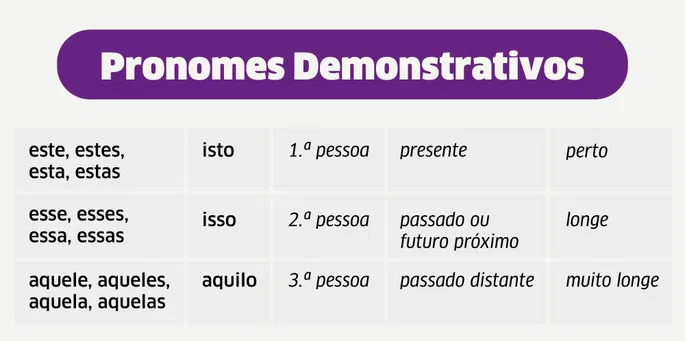 Pronomes Demonstrativos
este, estes,
esta, estas
isto
1.ª pessoa
presente
perto
esse, esses,
essa, essas
isso
2.ª pessoa
passado ou
futuro próximo
longe
aquele, aqueles,
aquela, aquelas
aquilo
3.ª pessoa
passado distante
muito longe